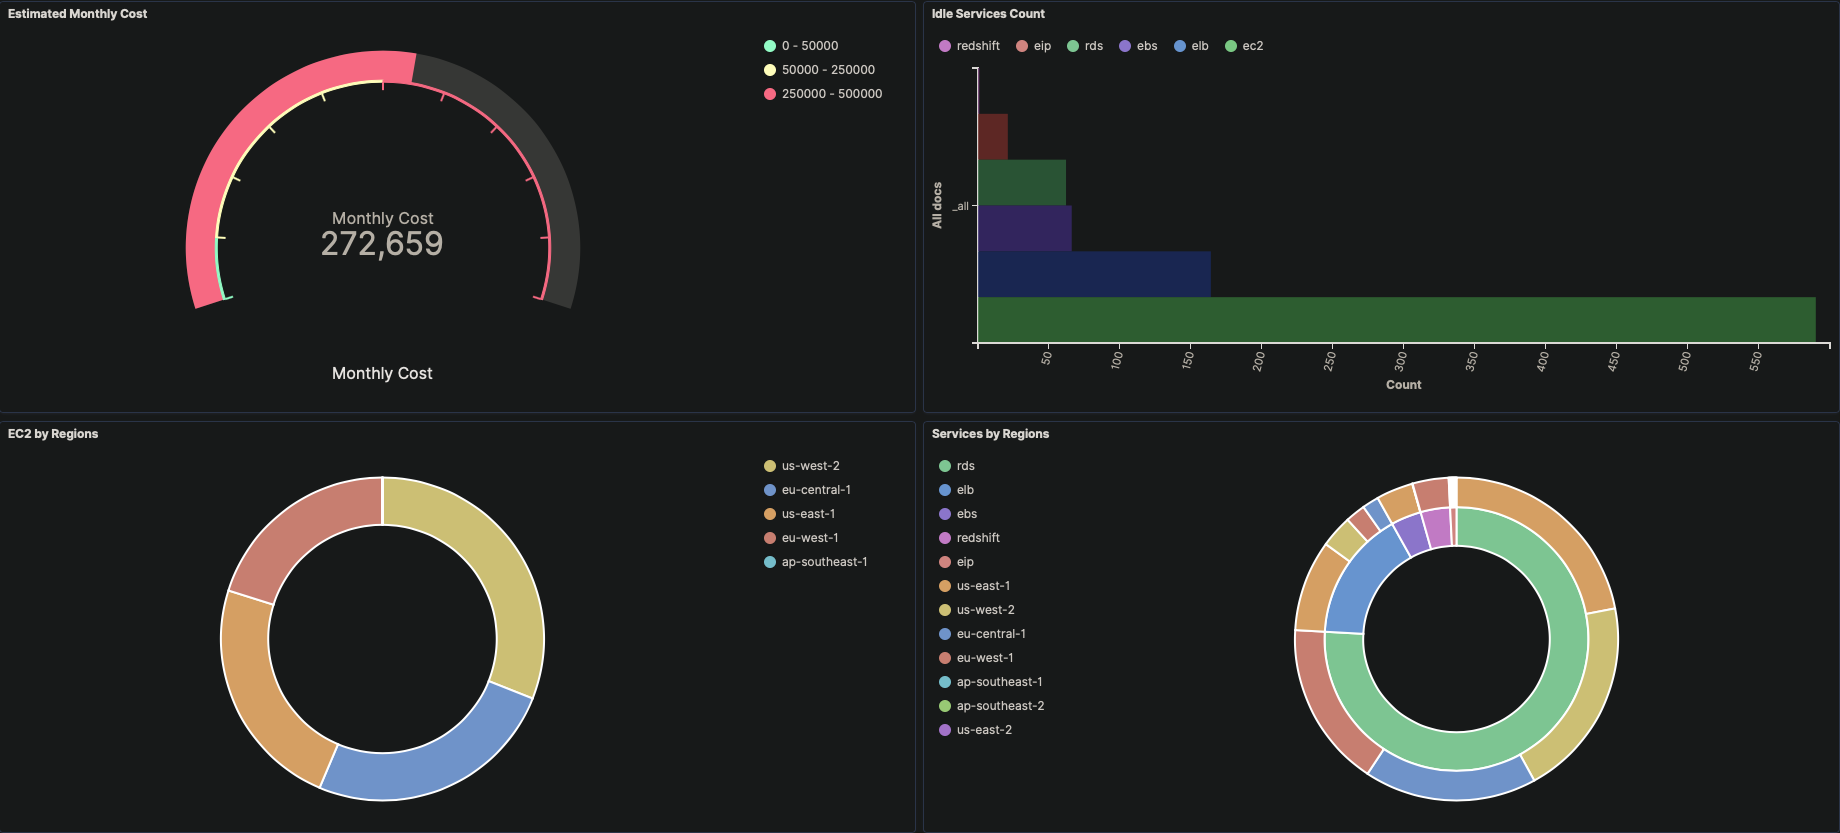 Estimated Monthly Cost
0 - 50000
50000 - 250000
250000 - 500000
Monthly Cost
272,659
Monthly Cost
Idle Services Count
redshift eip rds ebs elb ec2
All docs
_all
50 100 150 200 250 300 350 400 450 500 550
Count
EC2 by Regions
us-west-2
eu-central-1
us-east-1
eu-west-1
ap-southeast-1
Services by Regions
rds
elb
ebs
redshift
eip
us-east-1
us-west-2
eu-central-1
eu-west-1
ap-southeast-1
ap-southeast-2
us-east-2